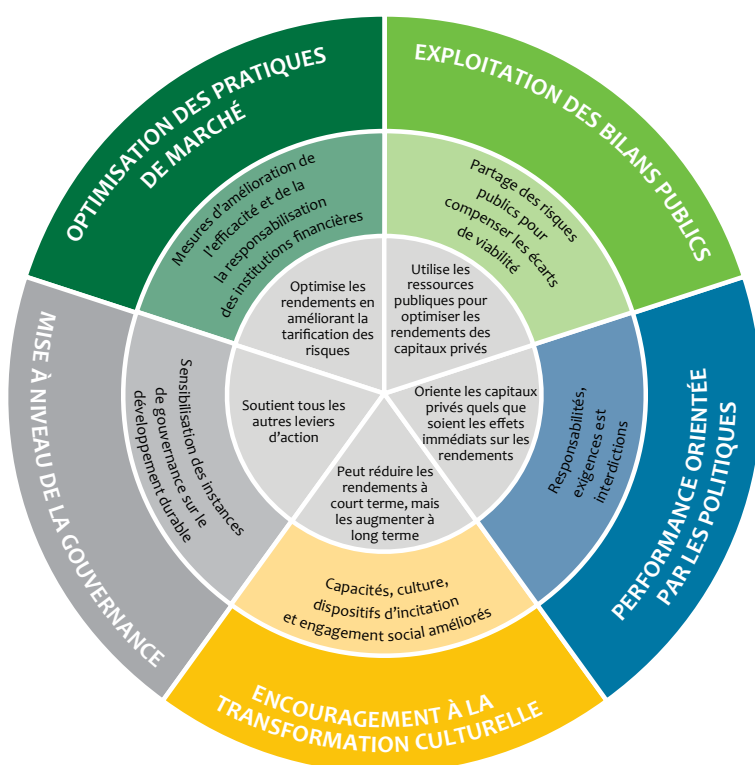 OPTIMISATION DES PRATIQUES
DE MARCHÉ
Mesures d'amélioration de
l'efficacité et de la
la responsabilisation
des institutions financières
Optimise les
rendements en
améliorant la
tarification des
risques
EXPLOITATION DES BILANS PUBLICS
Partage des risques
publics pour
compenser les écarts
de viabilité
Utilise les
ressources
publiques pour
optimiser les
rendements des
capitaux privés
PERFORMANCE ORIENTÉE
PAR LES POLITIQUES
Responsabilités,
exigences est
interdictions
Oriente les capitaux
privés quels que
soient les effets
immédiats sur les
rendements
ENCOURAGEMENT À LA
TRANSFORMATION CULTURELLE
Capacités, culture,
dispositifs d'incitation
et engagement social améliorés
Peut réduire les
rendements à
court terme, mais
les augmenter à
long terme
MISE À NIVEAU DE LA GOUVERNANCE
Sensibilisation des instances
de gouvernance sur le
développement durable
Soutient tous les
autres leviers
d'action